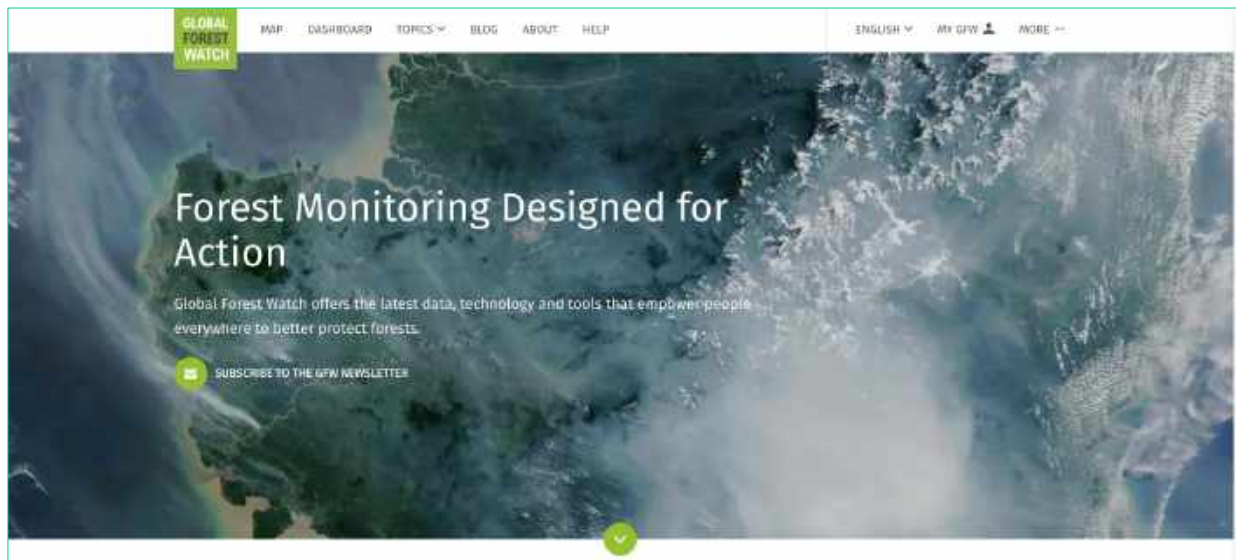 GLOBAL
FOREST
WATCH
MAP DASHBOARD TOPICS BLOG ABOUT HELP
ENGLISH MY GFW MORE
Forest Monitoring Designed for
Action
Global Forest Watch offers the latest data, technology and tools that empower people
everywhere to better protect forests.
SUBSCRIBE TO THE GFW NEWSLETTER